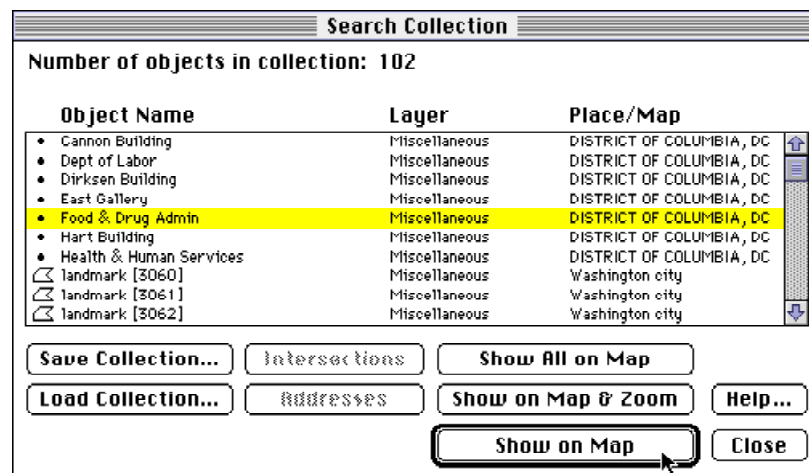 Search Collection
Number of objects in collection: 102
Object Name Layer Place/Map
Cannon Building Miscellaneous DISTRICT OF COLUMBIA, DC
Dept of Labor Miscellaneous DISTRICT OF COLUMBIA, DC
Dirksen Building Miscellaneous DISTRICT OF COLUMBIA, DC
East Gallery Miscellaneous DISTRICT OF COLUMBIA, DC
Food & Drug Admin Miscellaneous DISTRICT OF COLUMBIA, DC
Hart Building Miscellaneous DISTRICT OF COLUMBIA, DC
Health & Human Services Miscellaneous DISTRICT OF COLUMBIA, DC
landmark [3060] Miscellaneous Washington city
landmark [3061] Miscellaneous Washington city
landmark [3062] Miscellaneous Washington city
Save Collection... Intersections Show All on Map
Load Collection... Addresses Show on Map & Zoom Help...
Show on Map Close